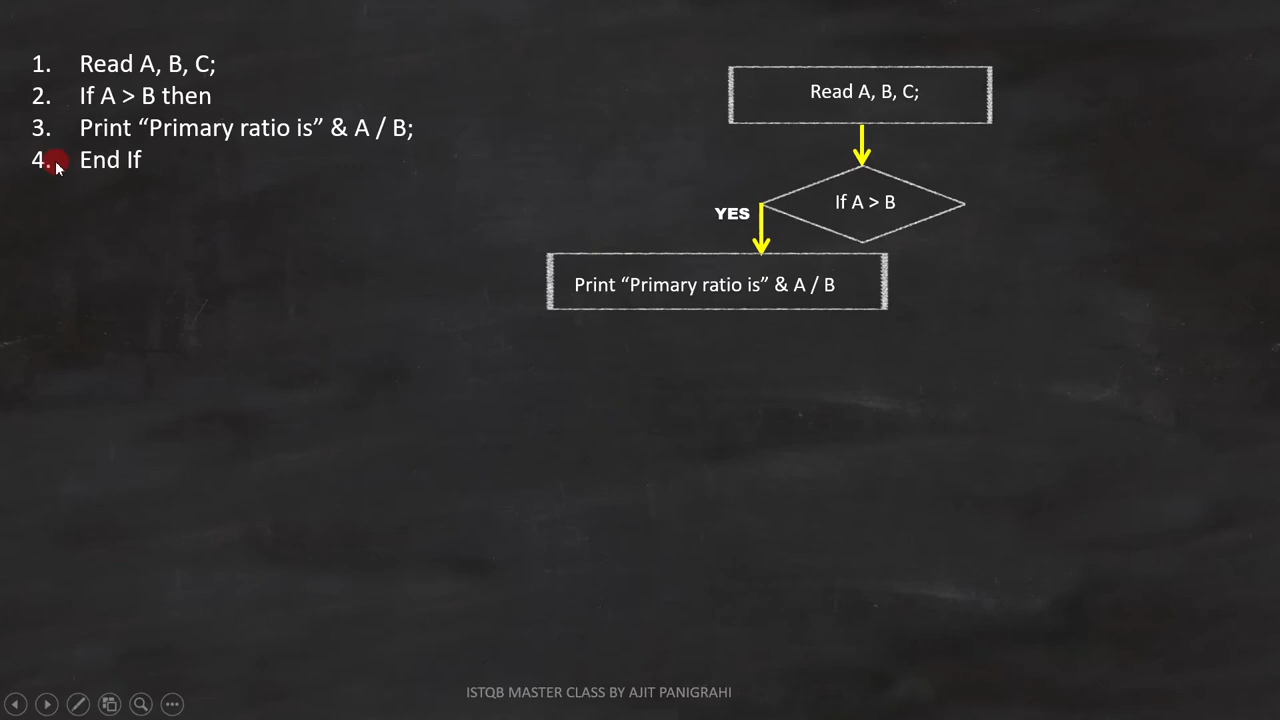 1. Read A, B, C;
2. If A > B then
3. Print “Primary ratio is” & A / B;
4. End If
Read A, B, C;
If A > B
YES
Print “Primary ratio is” & A / B
ISTQB MASTER CLASS BY AJIT PANIGRAHI